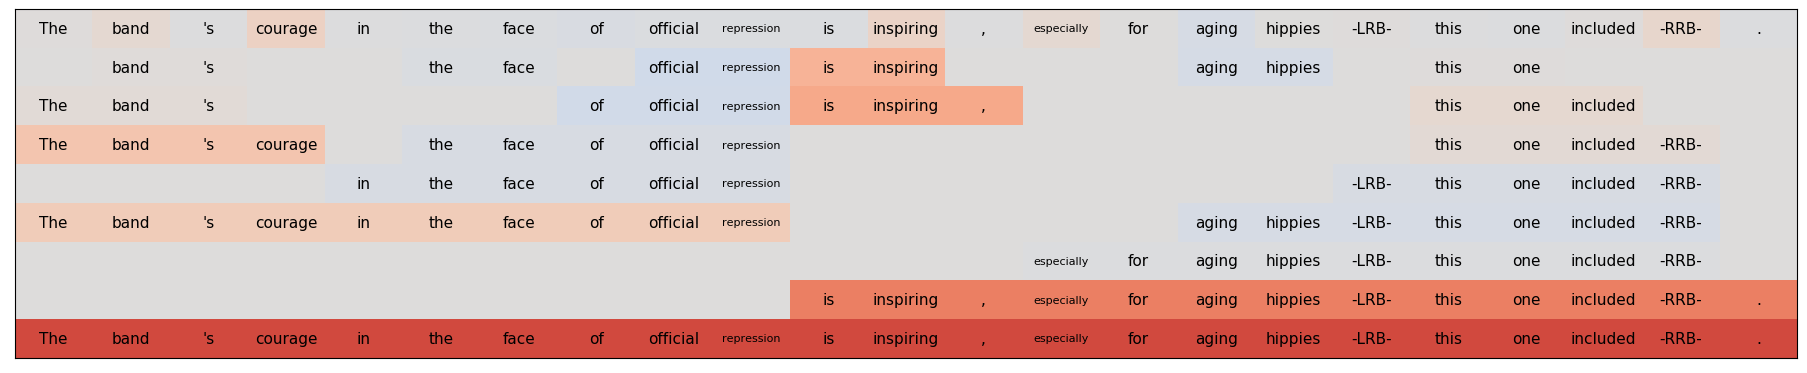 The band 's courage in the face of official repression is inspiring , especially for aging hippies -LRB- this one included -RRB- .
band 's the face official repression is inspiring aging hippies this one
The band 's of official repression is inspiring , this one included
The band 's courage the face of official repression this one included -RRB-
in the face of official repression -LRB- this one included -RRB-
The band 's courage in the face of official repression aging hippies -LRB- this one included -RRB-
especially for aging hippies -LRB- this one included -RRB-
is inspiring , especially for aging hippies -LRB- this one included -RRB- .
The band 's courage in the face of official repression is inspiring , especially for aging hippies -LRB- this one included -RRB- .